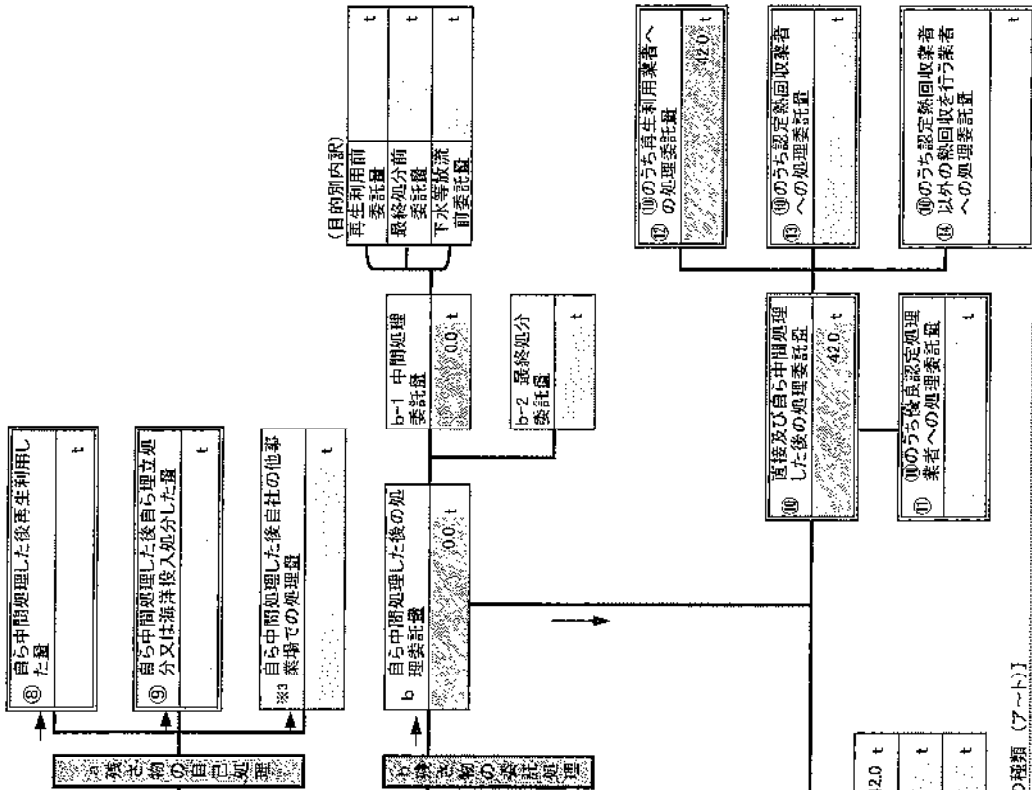 ⑧ 自ら中間処理した後再生利用し
た量
t
⑨ 自ら中間処理した後自ら埋立処
分又は海洋投入処分した量
t
※3 自ら中間処理した後自社の他事
業場での処理量
t
a 残さ物の自己処理
b 残さ物の委託処理
b 自ら中間処理した後の処
理委託量
0.0 t
b-1 中間処理
委託量
0.0 t
b-2 最終処分
委託量
t
(目的別内訳)
再生利用前
委託量
t
最終処分前
委託量
t
下水等放流
前委託量
t
⑩ 直接及び自ら中間処理
した後の処理委託量
42.0 t
⑪ ⑩のうち優良認定処理
業者への処理委託量
t
⑫ ⑩のうち再生利用業者へ
の処理委託量
42.0 t
⑬ ⑩のうち認定熱回収業者
への処理委託量
t
⑭ ⑩のうち認定熱回収業者
以外の熱回収を行う業者
への処理委託量
t
42.0 t
t
t
の種類 (ア~ト)]